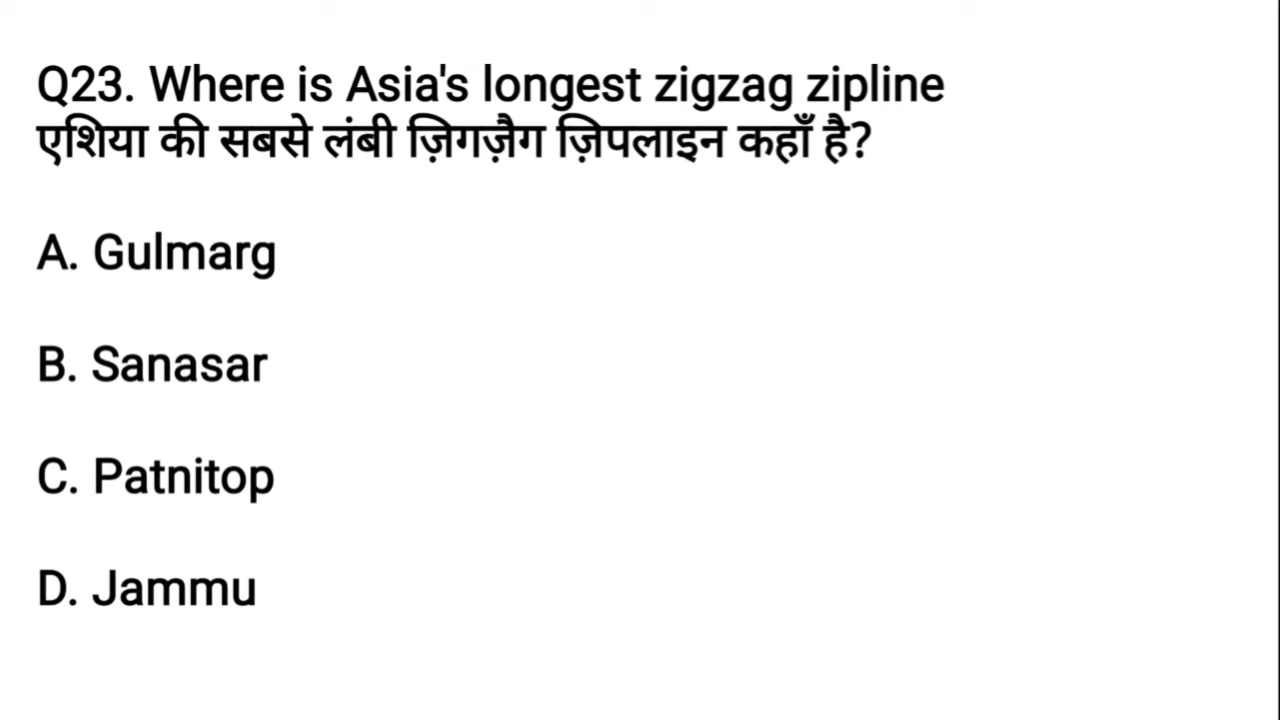 Q23. Where is Asia's longest zigzag zipline
एशिया की सबसे लंबी ज़िगज़ैग ज़िपलाइन कहाँ है?
A. Gulmarg
B. Sanasar
C. Patnitop
D. Jammu